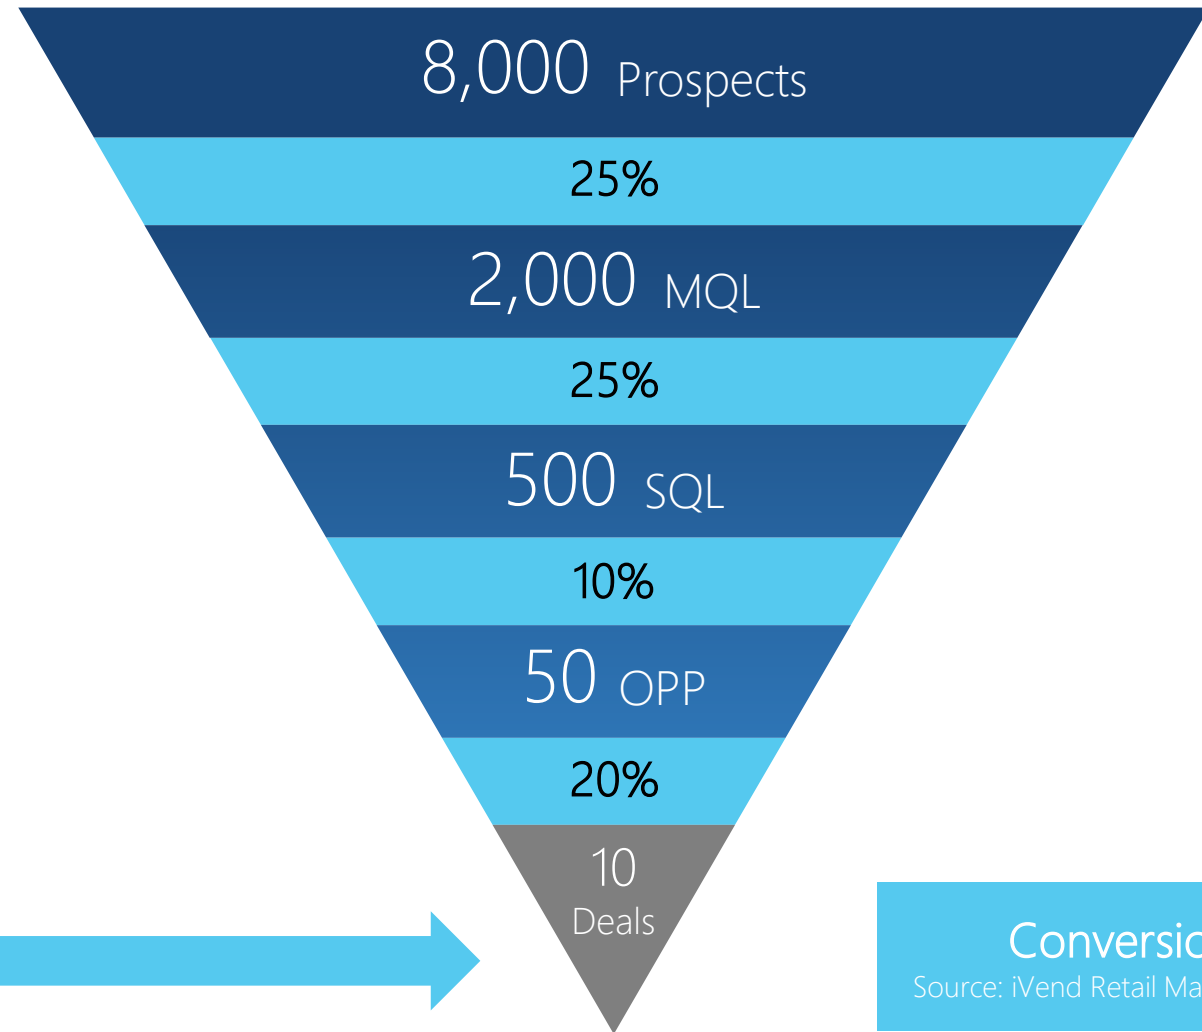 8,000 Prospects
25%
2,000 MQL
25%
500 SQL
10%
50 OPP
20%
10
Deals
Source: iVend Retail